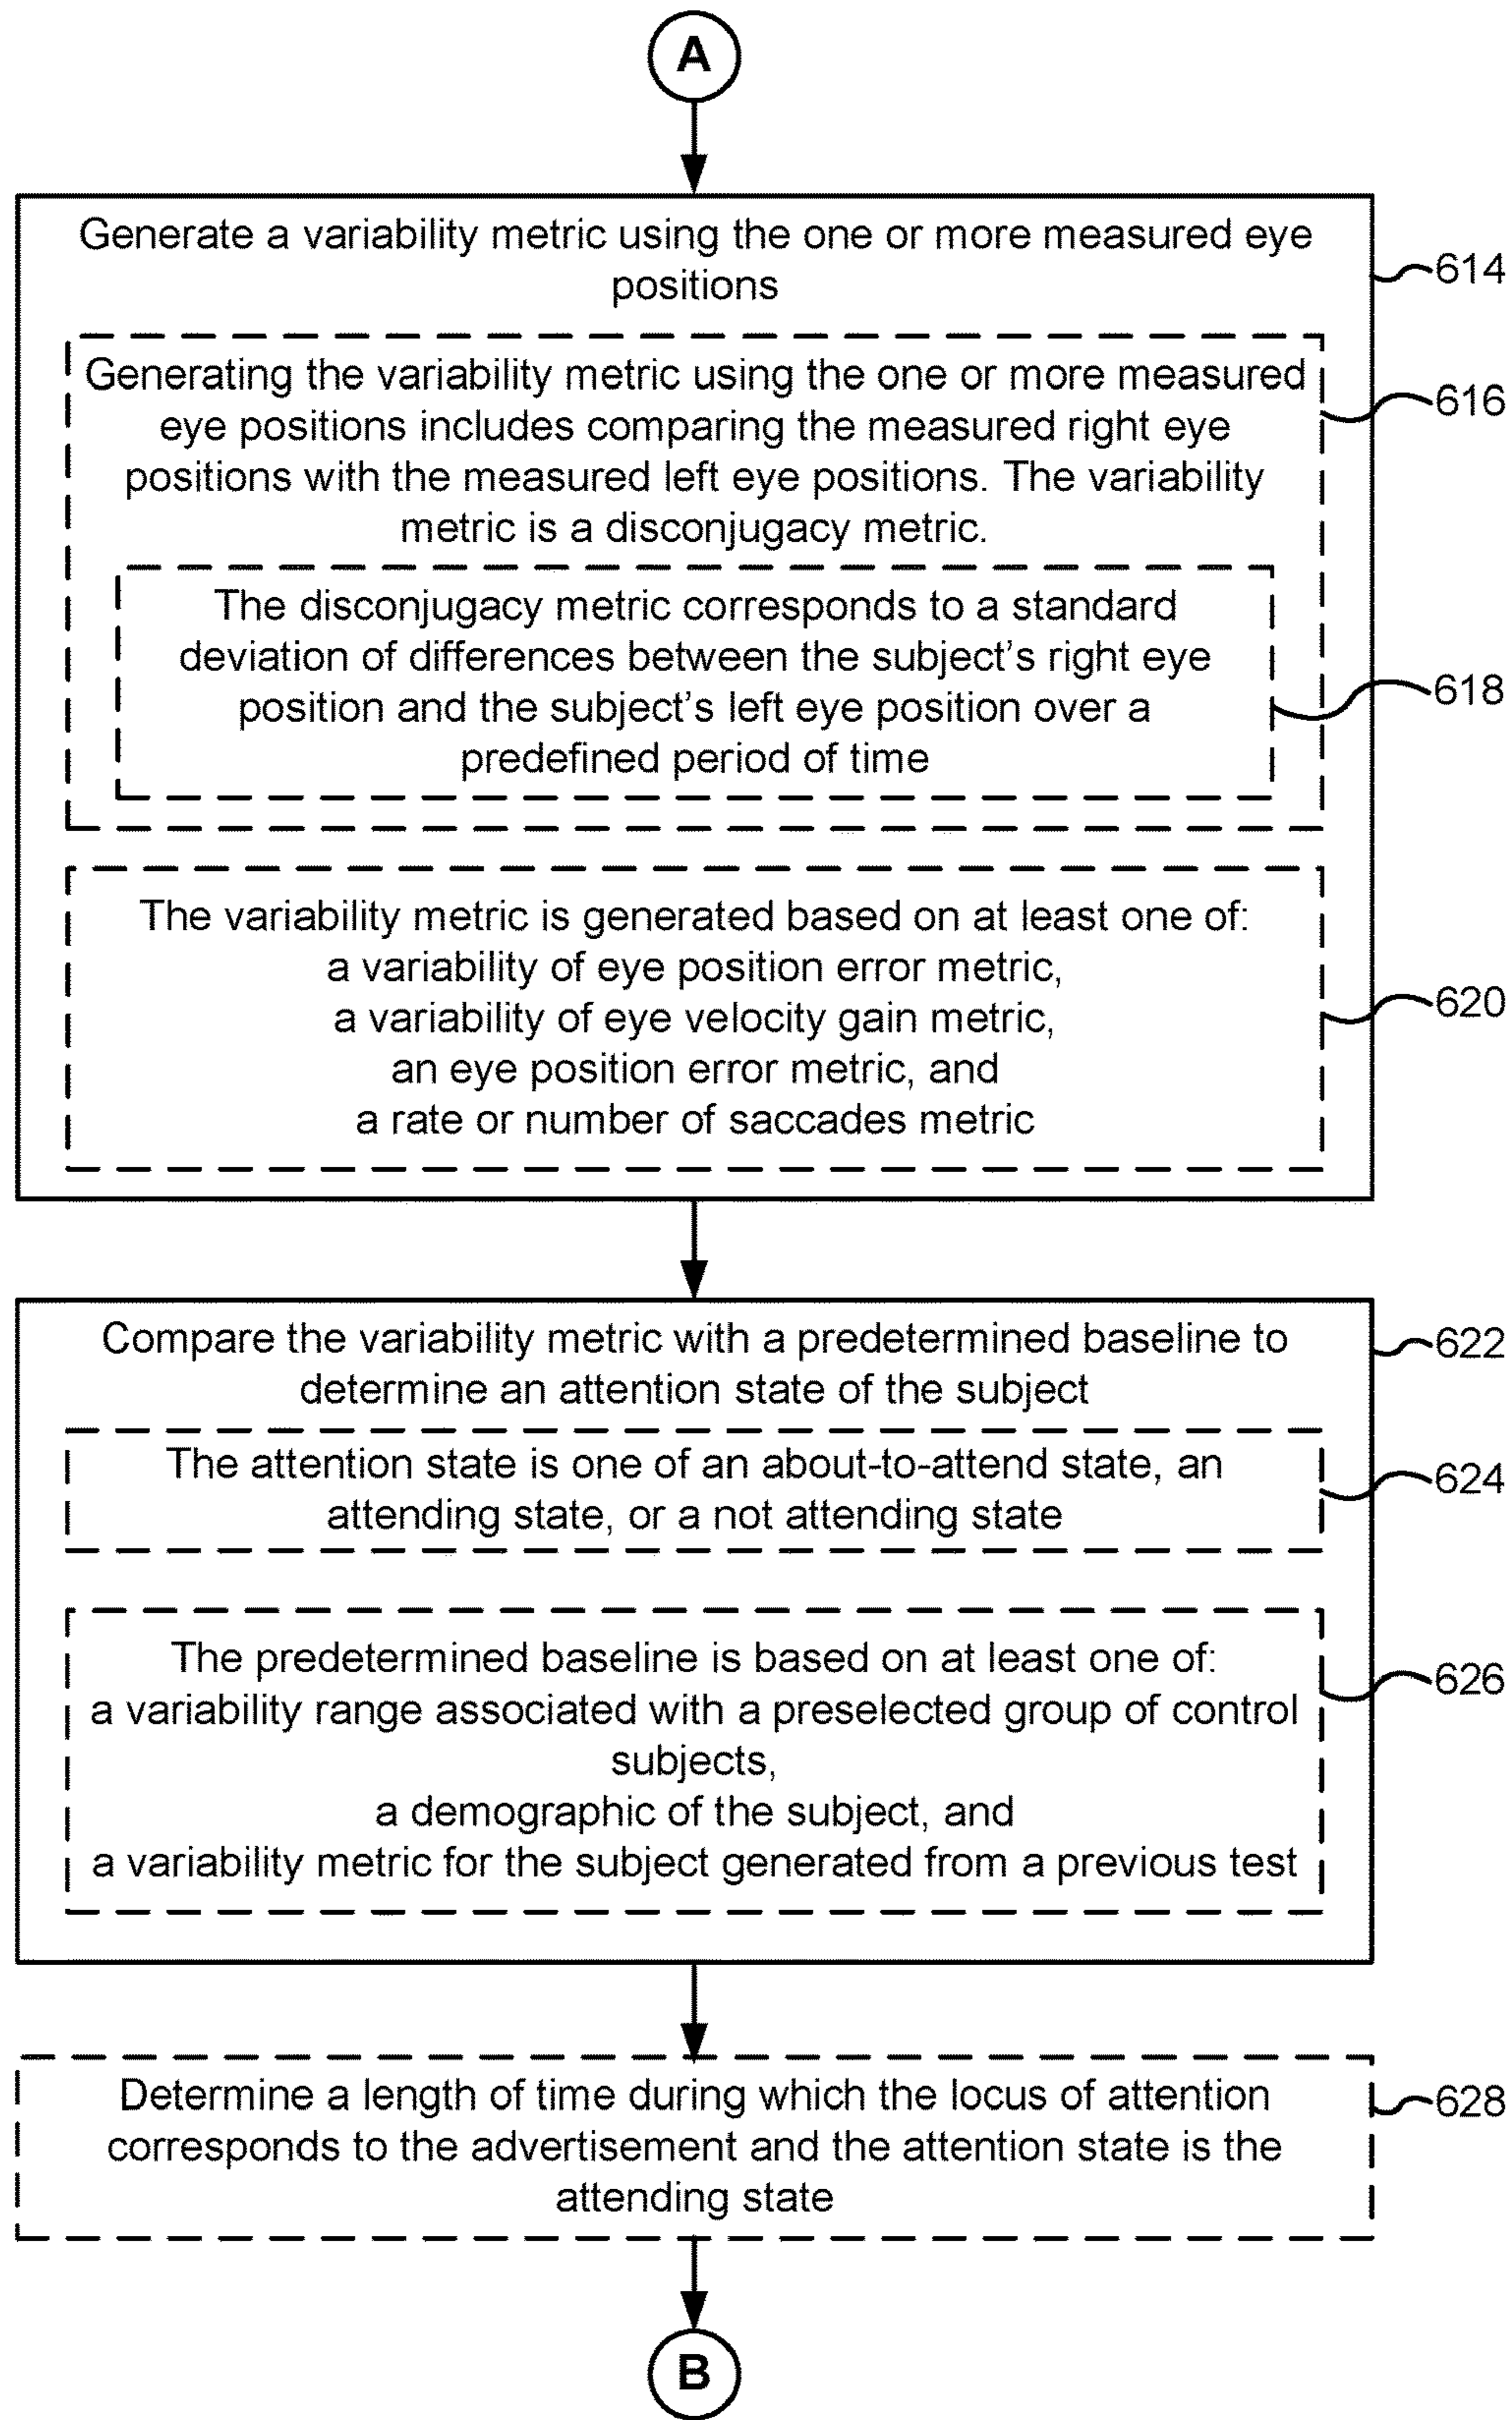 A
Generate a variability metric using the one or more measured eye
positions
614
Generating the variability metric using the one or more measured
eye positions includes comparing the measured right eye
positions with the measured left eye positions. The variability
metric is a disconjugacy metric.
616
The disconjugacy metric corresponds to a standard
deviation of differences between the subject’s right eye
position and the subject’s left eye position over a
predefined period of time
618
The variability metric is generated based on at least one of:
a variability of eye position error metric,
a variability of eye velocity gain metric,
an eye position error metric, and
a rate or number of saccades metric
620
Compare the variability metric with a predetermined baseline to
determine an attention state of the subject
622
The attention state is one of an about-to-attend state, an
attending state, or a not attending state
624
The predetermined baseline is based on at least one of:
a variability range associated with a preselected group of control
subjects,
a demographic of the subject, and
a variability metric for the subject generated from a previous test
626
Determine a length of time during which the locus of attention
corresponds to the advertisement and the attention state is the
attending state
628
B